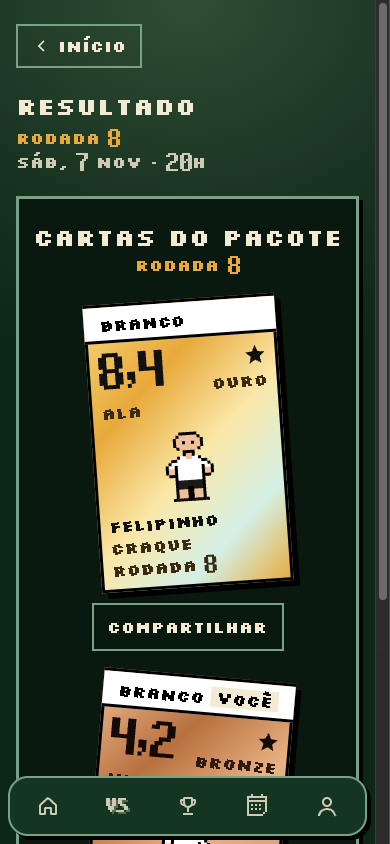 INÍCIO
RESULTADO
RODADA 8
SÁB, 7 NOV · 20H
CARTAS DO PACOTE
RODADA 8
BRANCO
8,4
OURO
ALA
FELIPINHO
CRAQUE
RODADA 8
COMPARTILHAR
BRANCO VOCÊ
4,2
BRONZE
VS